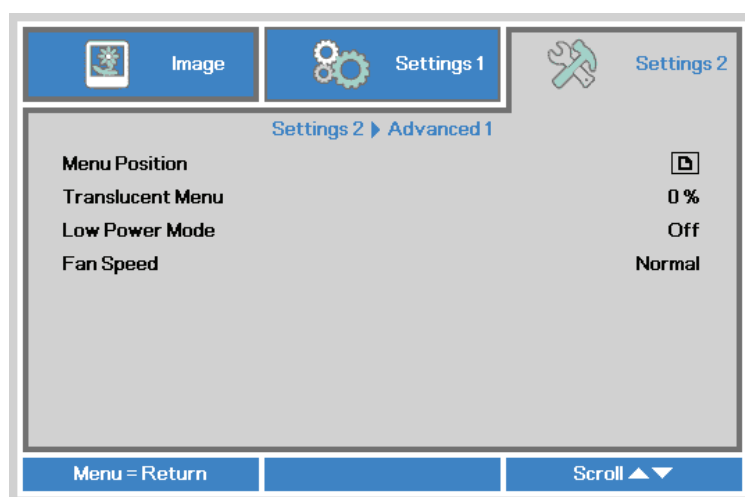 Image
Settings 1
Settings 2
Settings 2 ▶ Advanced 1
Menu Position
Translucent Menu 0 %
Low Power Mode Off
Fan Speed Normal
Menu = Return
Scroll ▲▼